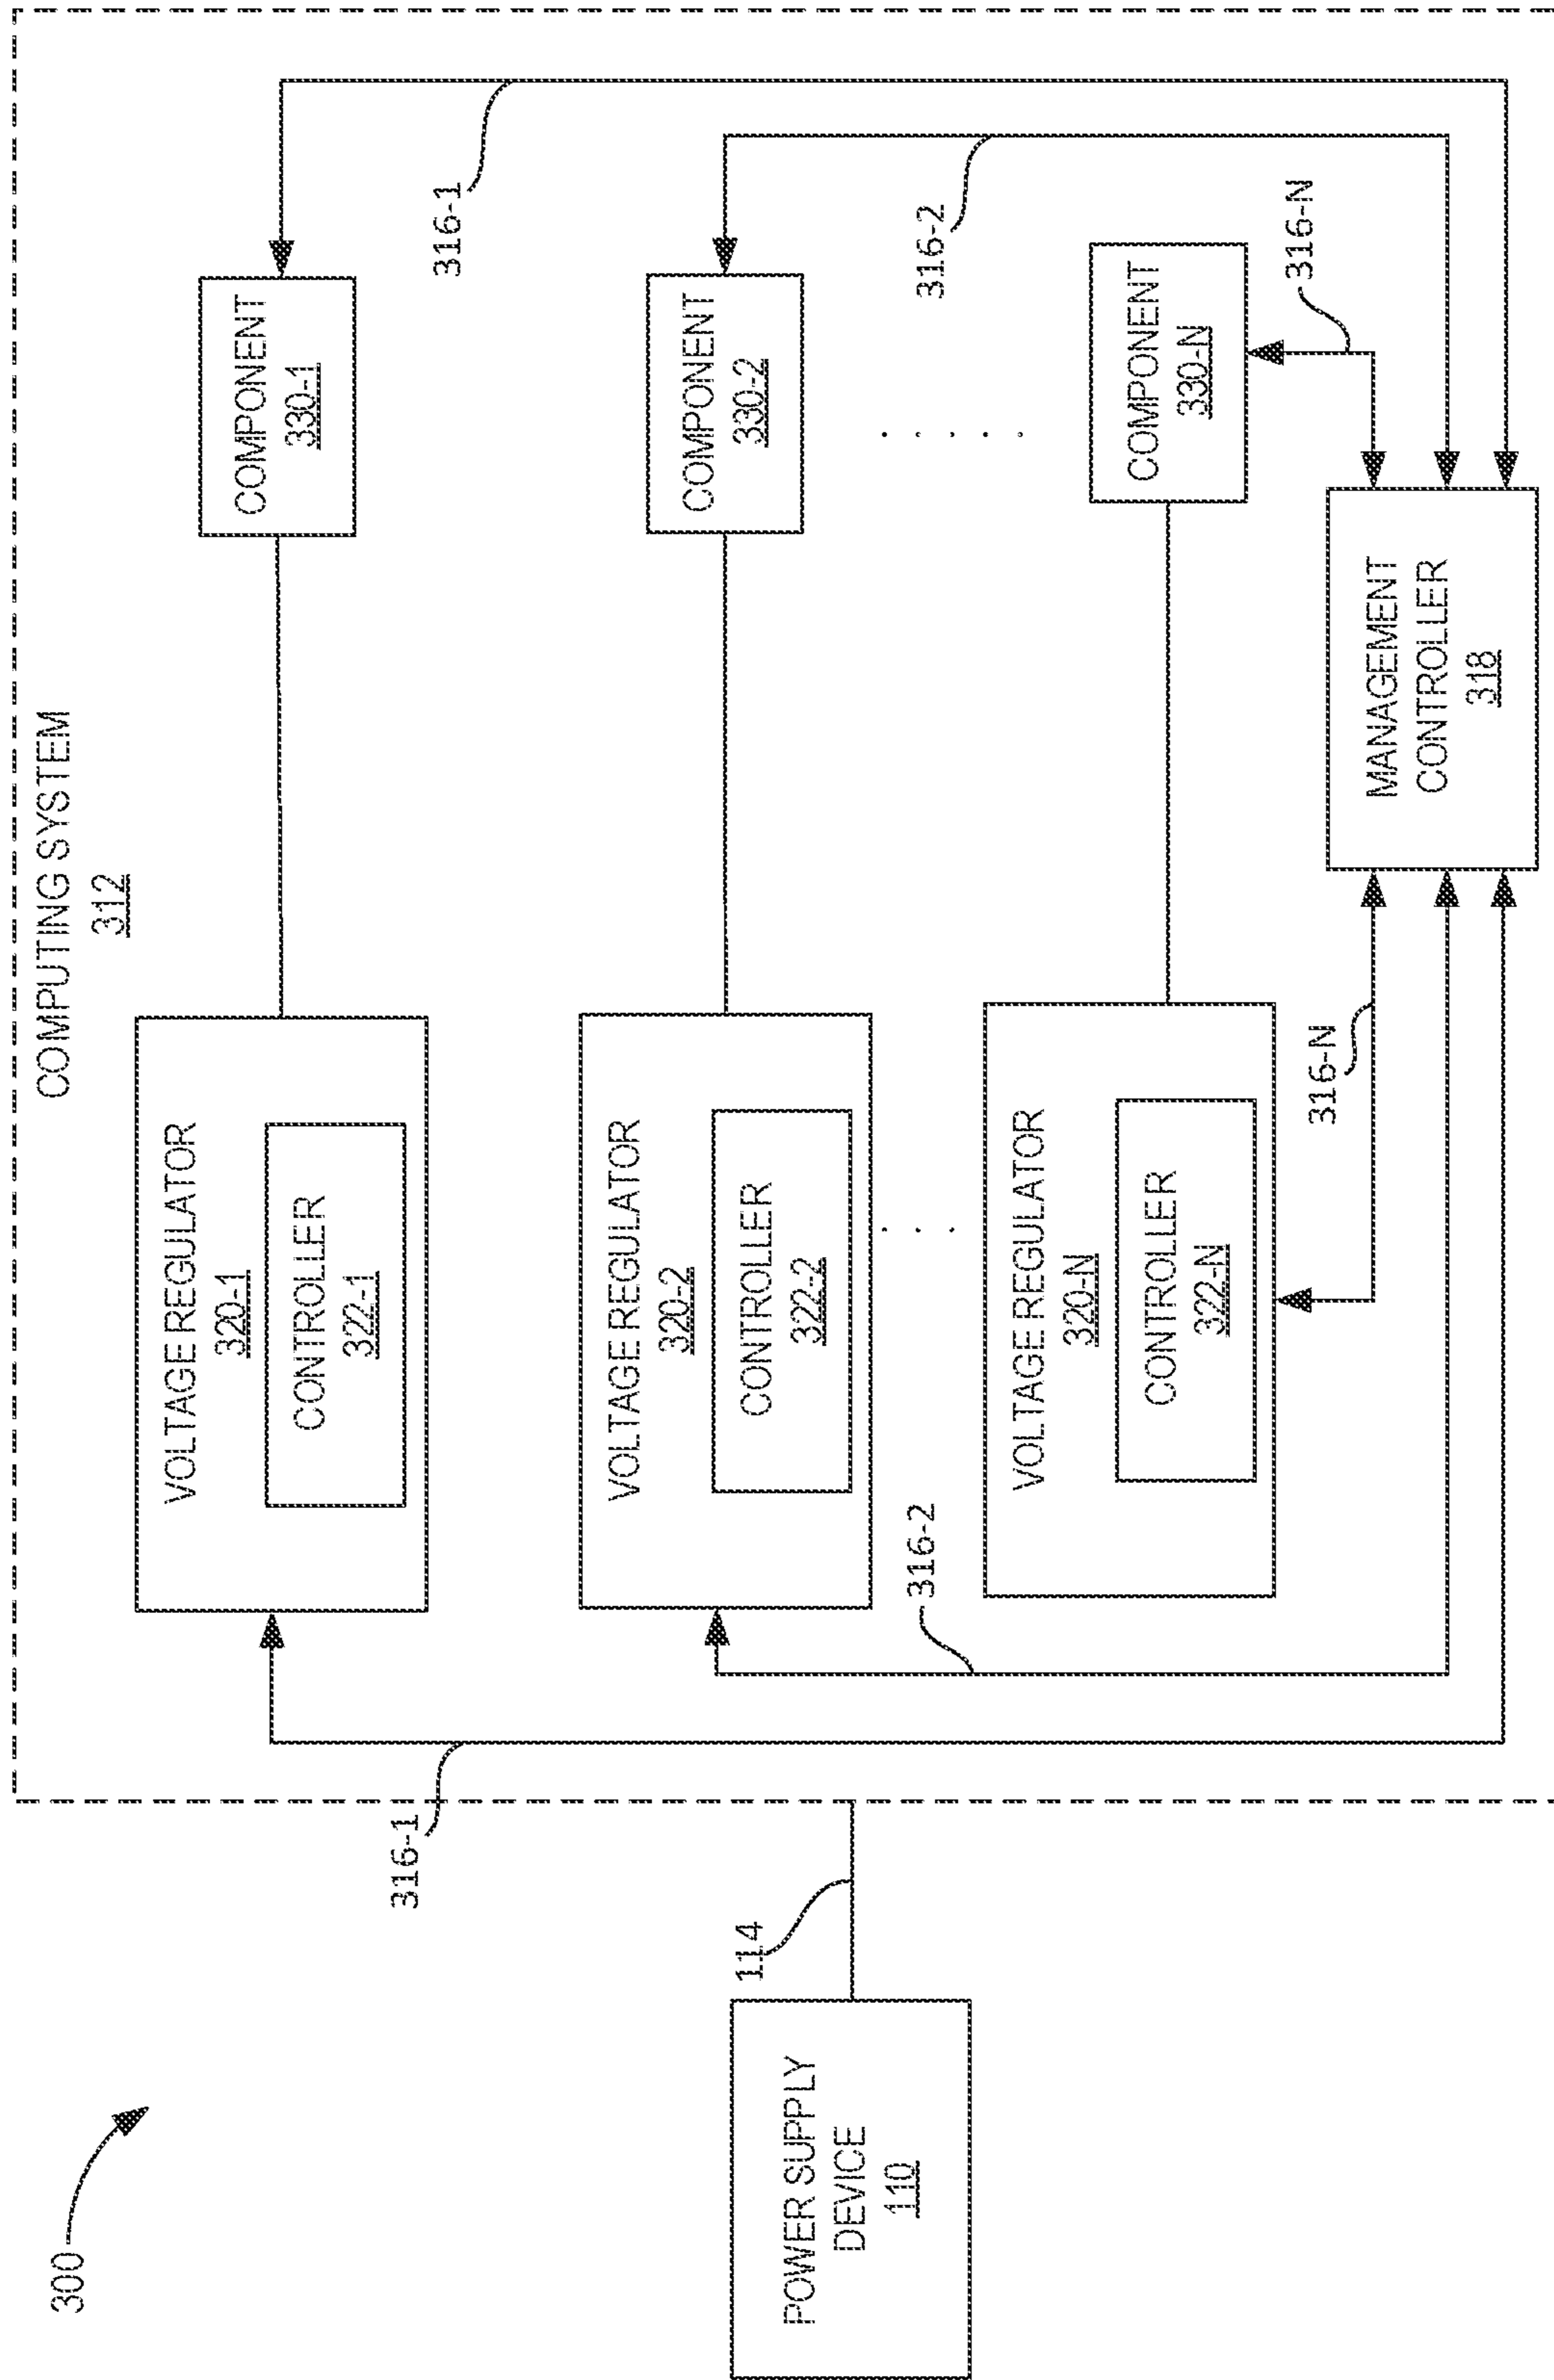 300
COMPUTING SYSTEM
312
316-1
VOLTAGE REGULATOR
320-1
CONTROLLER
322-1
COMPONENT
330-1
316-1
POWER SUPPLY
DEVICE
110
114
VOLTAGE REGULATOR
320-2
CONTROLLER
322-2
COMPONENT
330-2
316-2
316-2
VOLTAGE REGULATOR
320-N
CONTROLLER
322-N
COMPONENT
330-N
316-N
316-N
MANAGEMENT
CONTROLLER
318